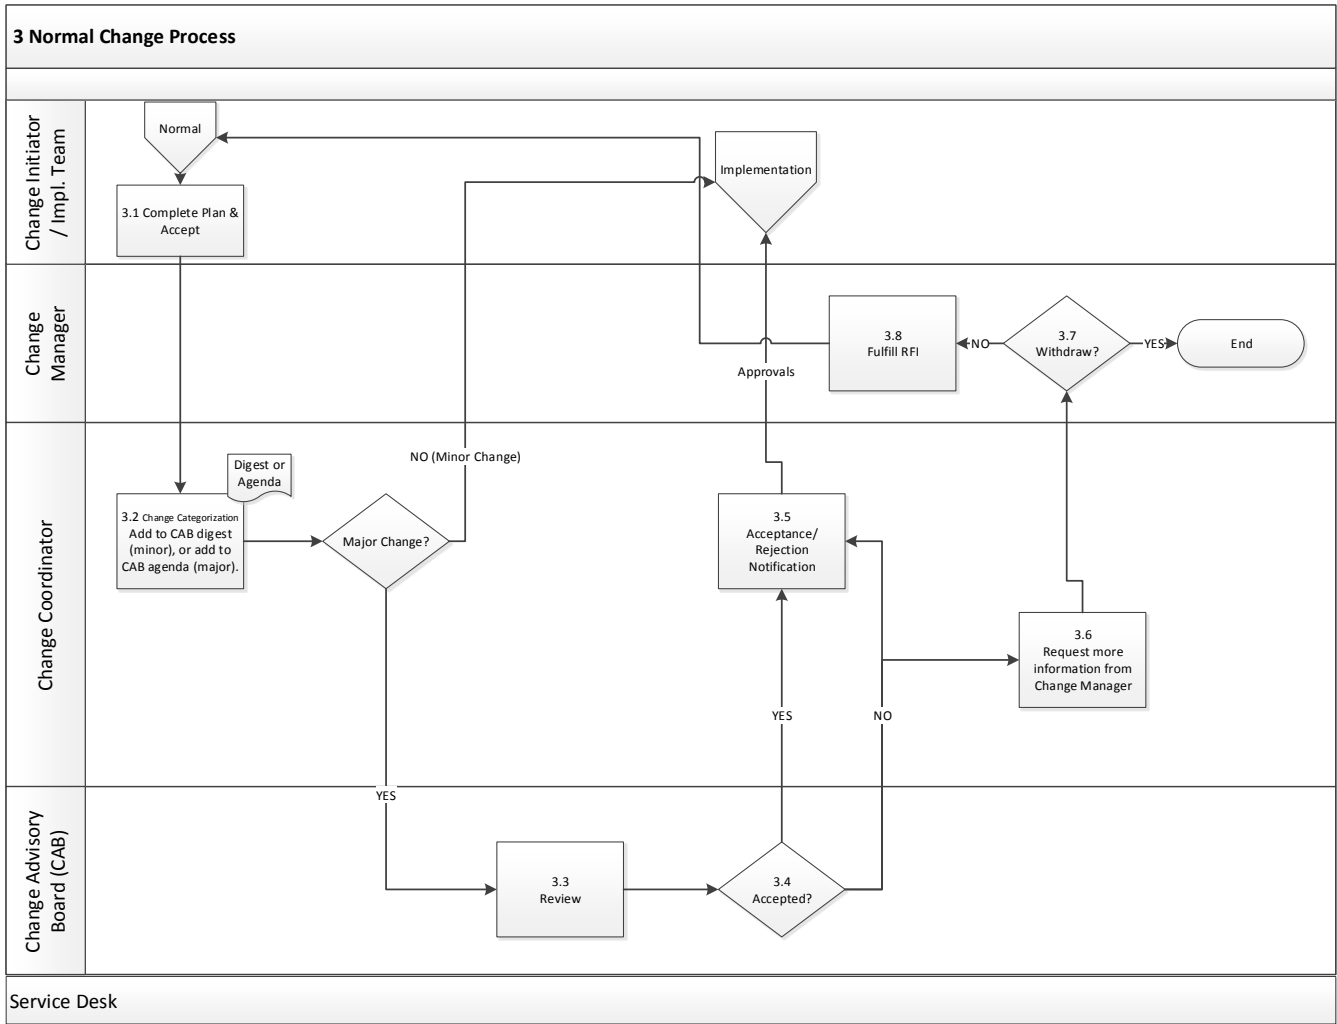 3 Normal Change Process
Change Initiator
/ Impl. Team
Normal
3.1 Complete Plan &
Accept
Implementation
Change
Manager
3.8
Fulfill RFI
NO
3.7
Withdraw?
YES
End
Approvals
Change Coordinator
NO (Minor Change)
Digest or
Agenda
3.2 Change Categorization
Add to CAB digest
(minor), or add to
CAB agenda (major).
Major Change?
3.5
Acceptance/
Rejection
Notification
3.6
Request more
information from
Change Manager
YES
NO
YES
Change Advisory
Board (CAB)
3.3
Review
3.4
Accepted?
Service Desk